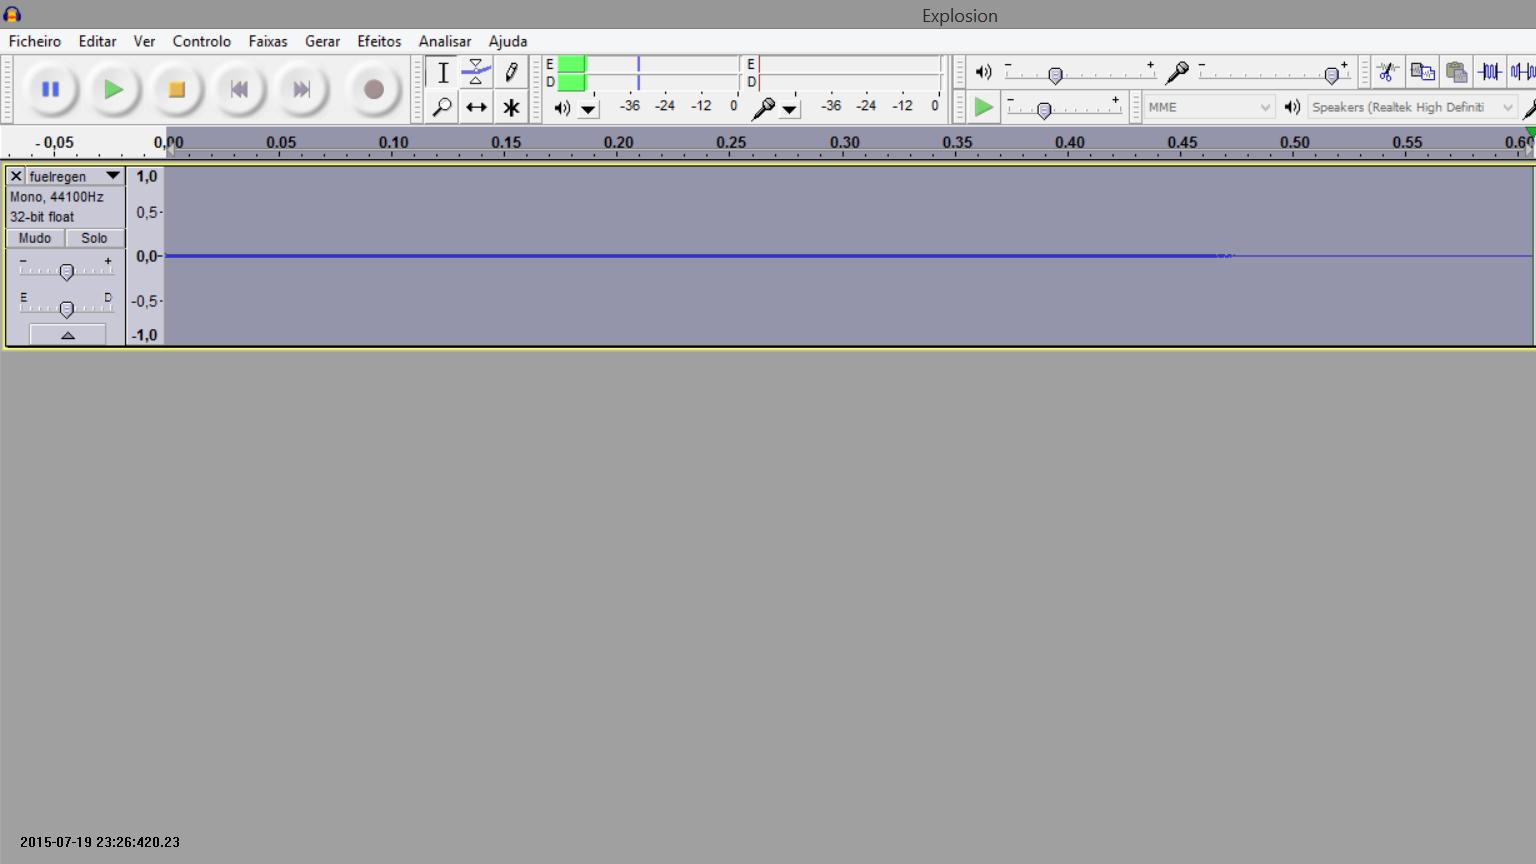 Explosion
Ficheiro Editar Ver Controlo Faixas Gerar Efeitos Analisar Ajuda
E E
D D
-36 -24 -12 0 -36 -24 -12 0
MME Speakers (Realtek High Definiti
- 0,05 0,00 0.05 0.10 0.15 0.20 0.25 0.30 0.35 0.40 0.45 0.50 0.55 0.60
fuelregen 1,0
Mono, 44100Hz
32-bit float 0,5
Mudo Solo
0,0
E D -0,5
-1,0
2015-07-19 23:26:420.23